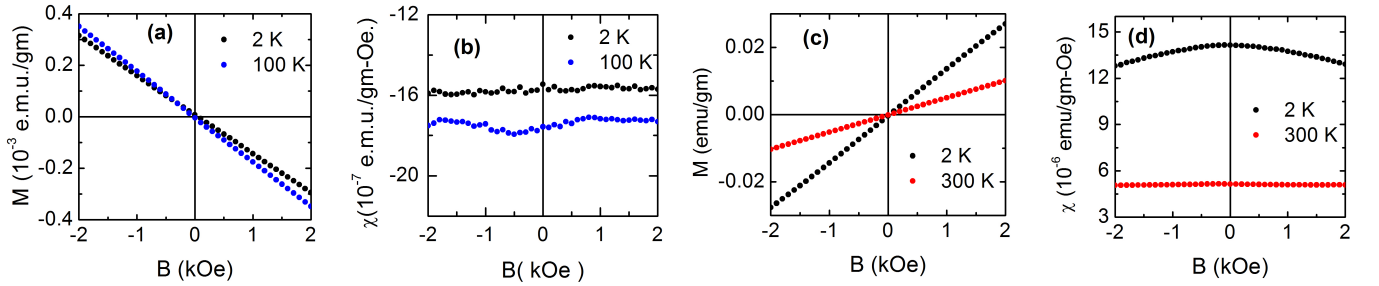 (a)
2 K
100 K
0.4
0.2
0.0
-0.2
-0.4
M (10⁻³ e.m.u./gm)
-2 -1 0 1 2
B (kOe)
(b)
2 K
100 K
-12
-16
-20
χ(10⁻⁷ e.m.u./gm-Oe.)
-2 -1 0 1 2
B( kOe )
(c)
2 K
300 K
0.02
0.00
-0.02
M (emu/gm)
-2 -1 0 1 2
B (kOe)
(d)
2 K
300 K
15
12
9
6
3
χ (10⁻⁶ emu/gm-Oe)
-2 -1 0 1 2
B (kOe)